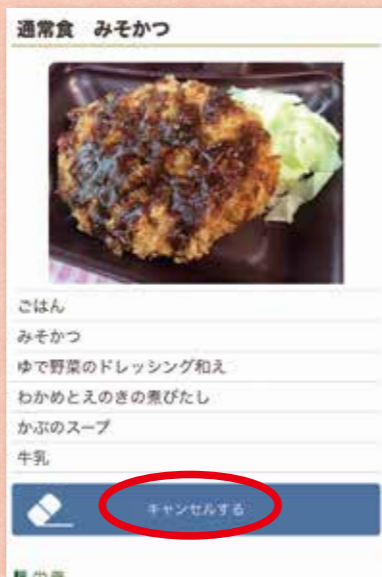 通常食 みそかつ
ごはん
みそかつ
ゆで野菜のドレッシング和え
わかめとえのきの煮びたし
かぶのスープ
牛乳
キャンセルする